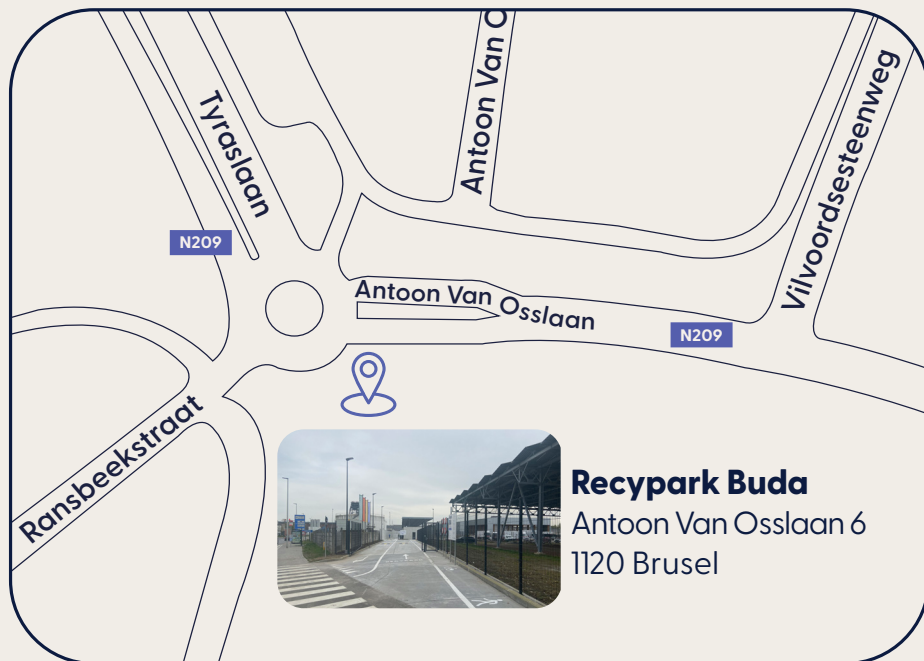 Antoon Van O
Tyraslaan
Vilvoordsesteenweg
N209
Antoon Van Osslaan
N209
Ransbeekstraat
Recypark Buda
Antoon Van Osslaan 6
1120 Brusel